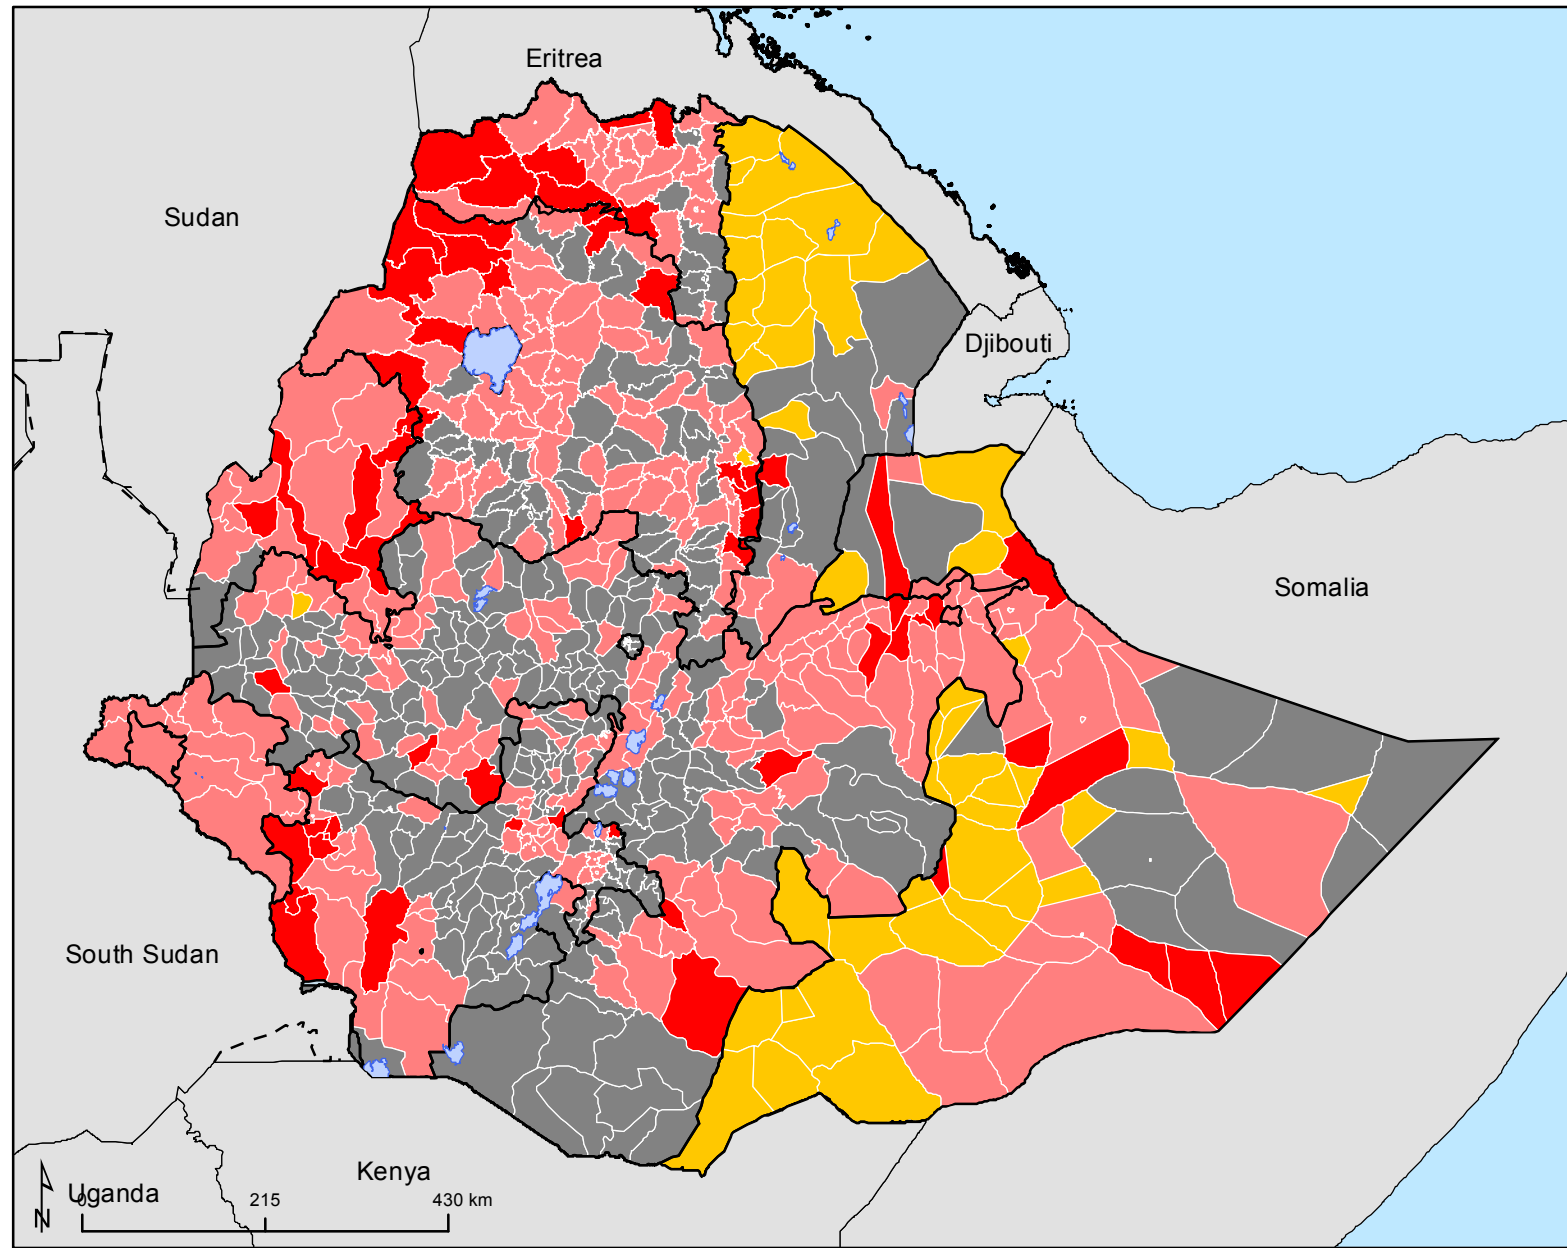 Eritrea
Sudan
Djibouti
Somalia
South Sudan
Kenya
Uganda
N
0 215 430 km